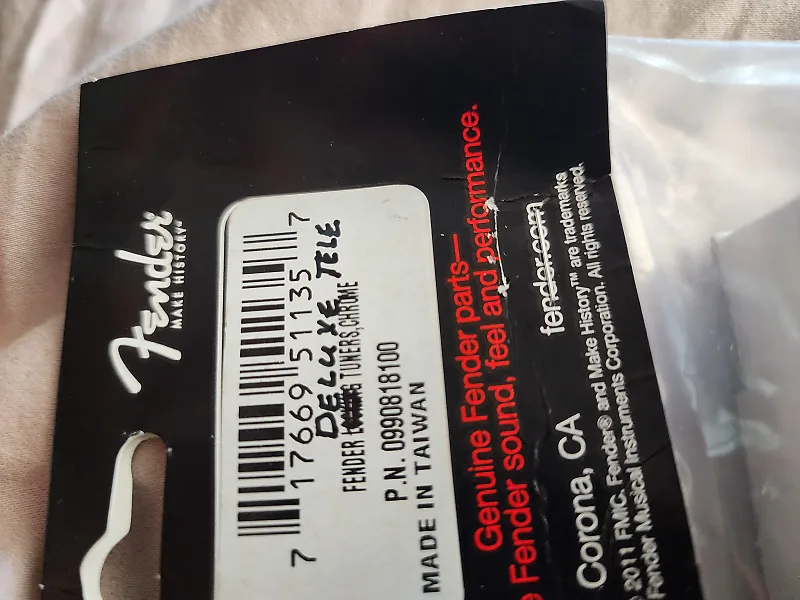 Fender
MAKE HISTORY™
7 17669 51135 7
DELUXE TELE
FENDER LOCKING TUNERS,CHROME
P.N. 0990818100
MADE IN TAIWAN
Genuine Fender parts—
Fender sound, feel and performance.
Corona, CA fender.com
2011 FMIC. Fender® and Make History™ are trademarks
Fender Musical Instruments Corporation. All rights reserved.